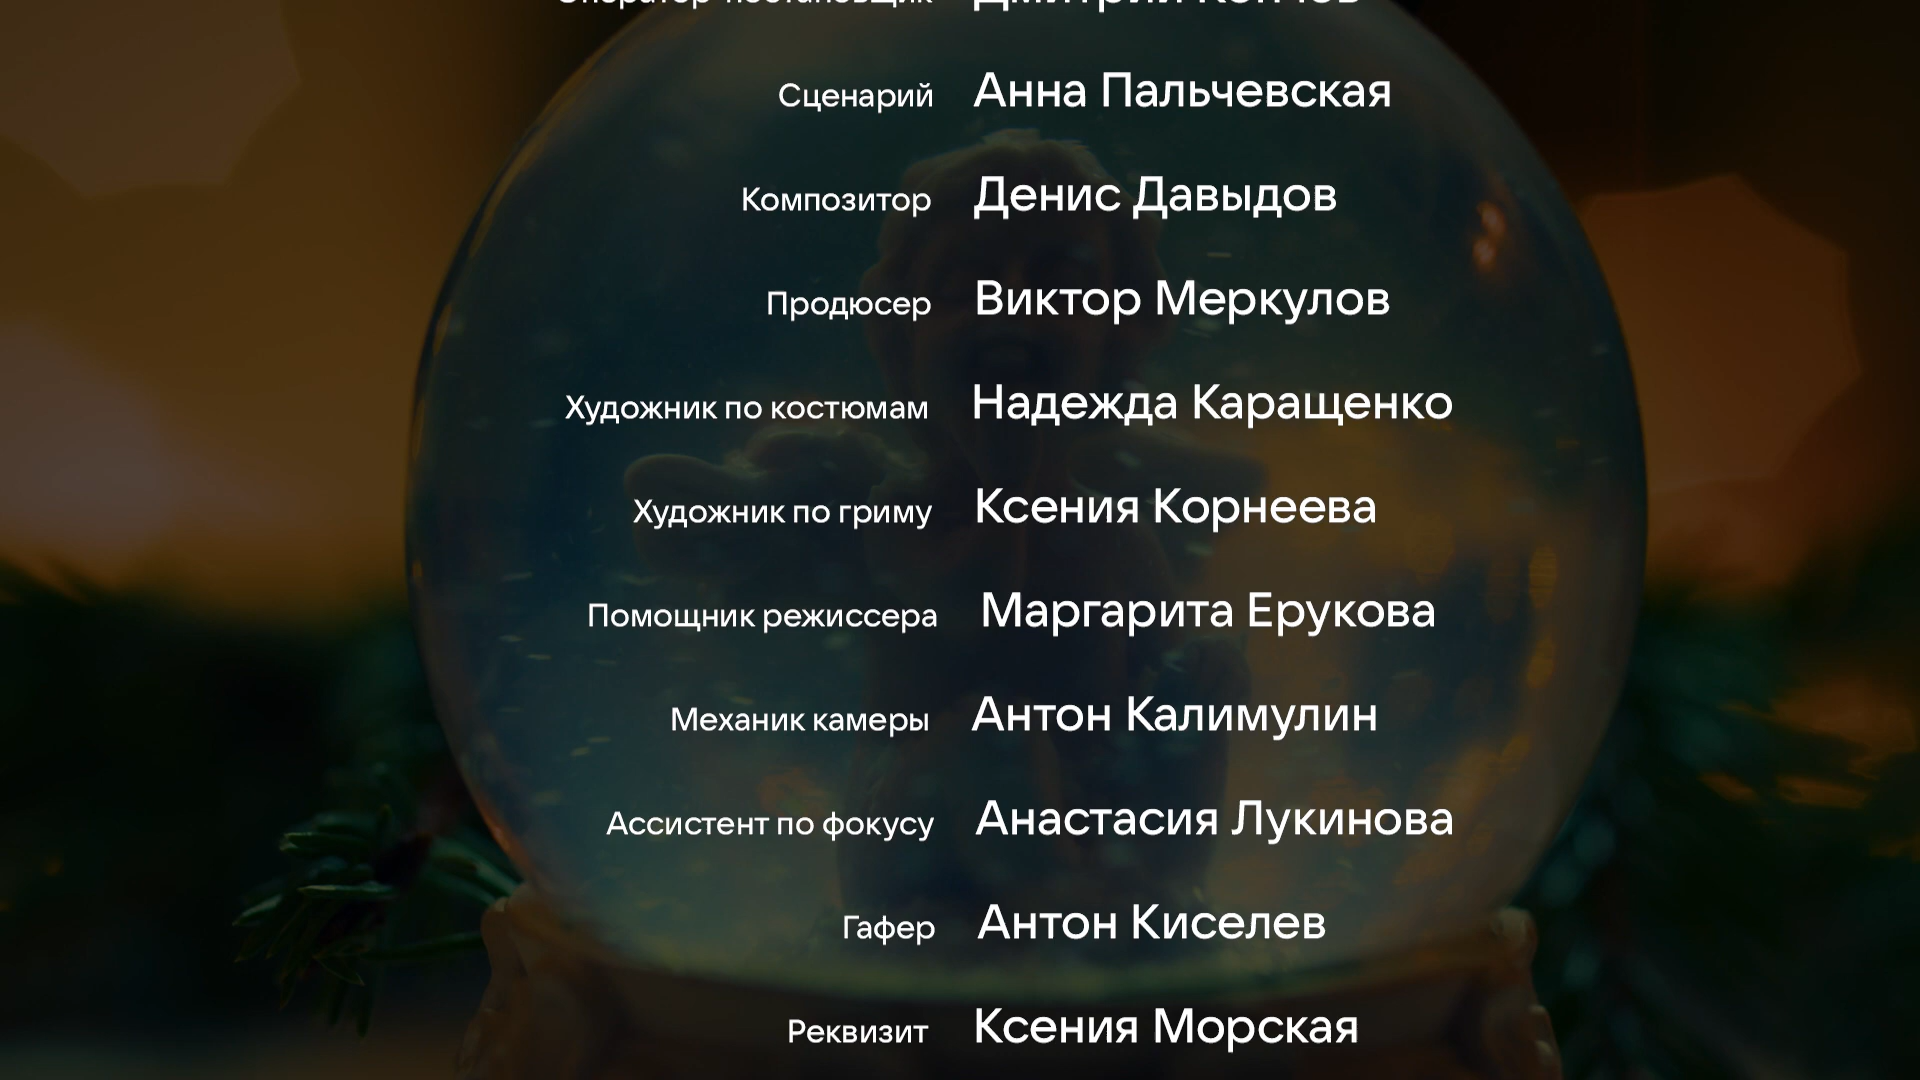 Сценарий Анна Пальчевская
Композитор Денис Давыдов
Продюсер Виктор Меркулов
Художник по костюмам Надежда Каращенко
Художник по гриму Ксения Корнеева
Помощник режиссера Маргарита Ерукова
Механик камеры Антон Калимулин
Ассистент по фокусу Анастасия Лукинова
Гафер Антон Киселев
Реквизит Ксения Морская